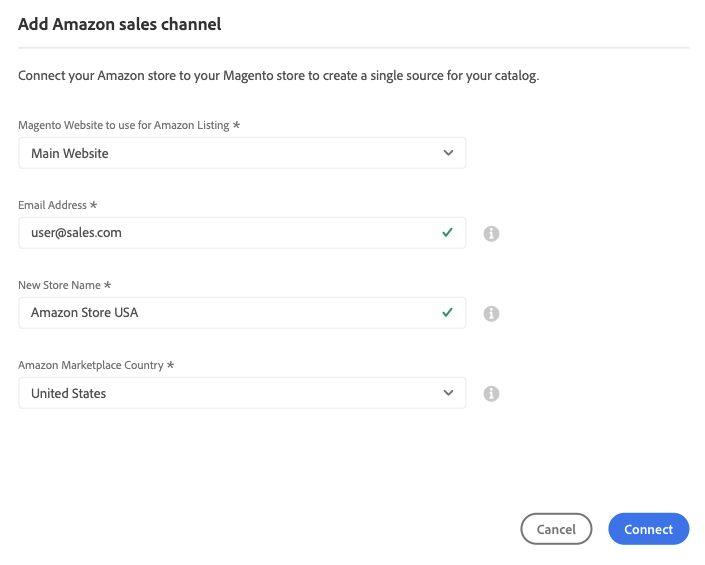 Add Amazon sales channel
Connect your Amazon store to your Magento store to create a single source for your catalog.
Magento Website to use for Amazon Listing *
Main Website
Email Address *
user@sales.com
New Store Name *
Amazon Store USA
Amazon Marketplace Country *
United States
Cancel
Connect